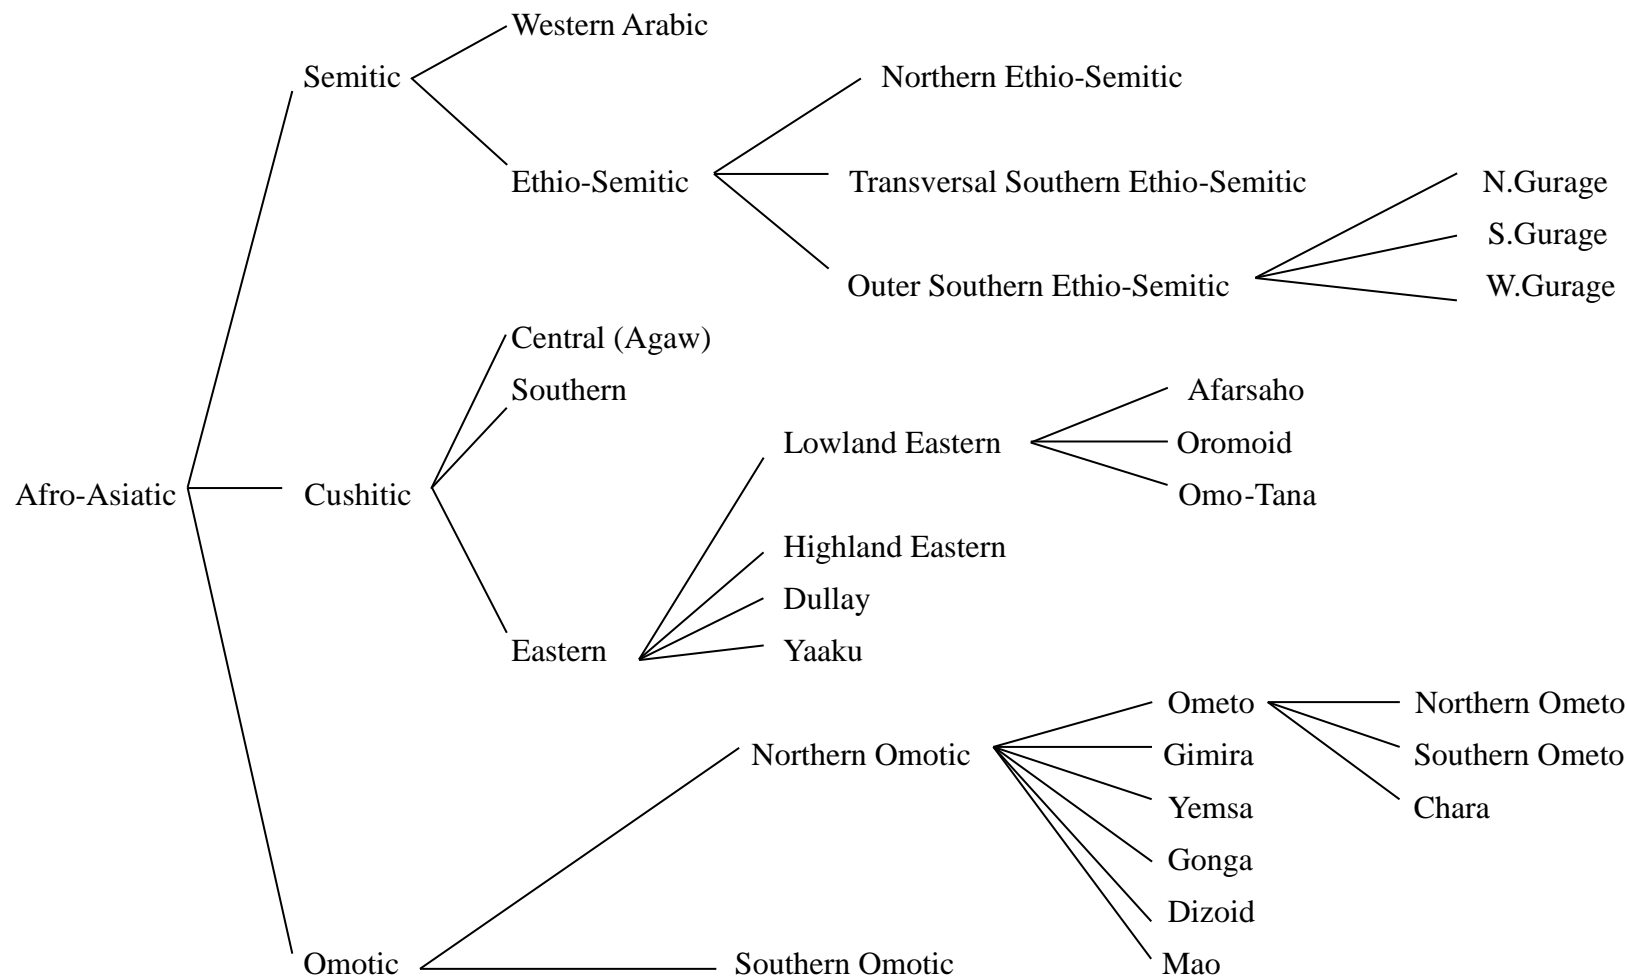 Western Arabic
Semitic
Northern Ethio-Semitic
Ethio-Semitic
Transversal Southern Ethio-Semitic
N.Gurage
S.Gurage
Outer Southern Ethio-Semitic
W.Gurage
Central (Agaw)
Southern
Afarsaho
Lowland Eastern
Oromoid
Afro-Asiatic
Cushitic
Omo-Tana
Highland Eastern
Dullay
Eastern
Yaaku
Ometo
Northern Ometo
Northern Omotic
Gimira
Southern Ometo
Yemsa
Chara
Gonga
Dizoid
Omotic
Southern Omotic
Mao